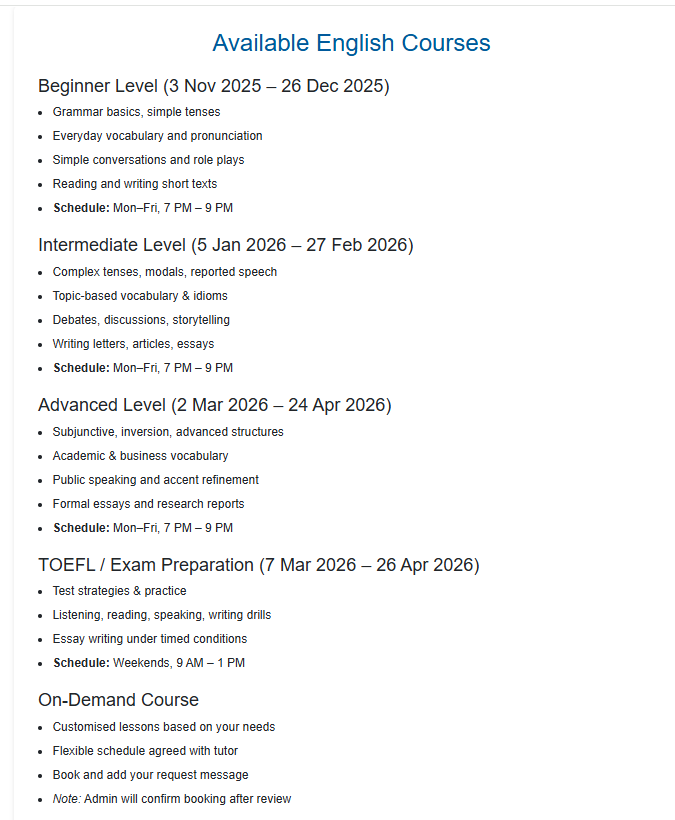 Available English Courses
Beginner Level (3 Nov 2025 – 26 Dec 2025)
• Grammar basics, simple tenses
• Everyday vocabulary and pronunciation
• Simple conversations and role plays
• Reading and writing short texts
• Schedule: Mon–Fri, 7 PM – 9 PM
Intermediate Level (5 Jan 2026 – 27 Feb 2026)
• Complex tenses, modals, reported speech
• Topic-based vocabulary & idioms
• Debates, discussions, storytelling
• Writing letters, articles, essays
• Schedule: Mon–Fri, 7 PM – 9 PM
Advanced Level (2 Mar 2026 – 24 Apr 2026)
• Subjunctive, inversion, advanced structures
• Academic & business vocabulary
• Public speaking and accent refinement
• Formal essays and research reports
• Schedule: Mon–Fri, 7 PM – 9 PM
TOEFL / Exam Preparation (7 Mar 2026 – 26 Apr 2026)
• Test strategies & practice
• Listening, reading, speaking, writing drills
• Essay writing under timed conditions
• Schedule: Weekends, 9 AM – 1 PM
On-Demand Course
• Customised lessons based on your needs
• Flexible schedule agreed with tutor
• Book and add your request message
• Note: Admin will confirm booking after review